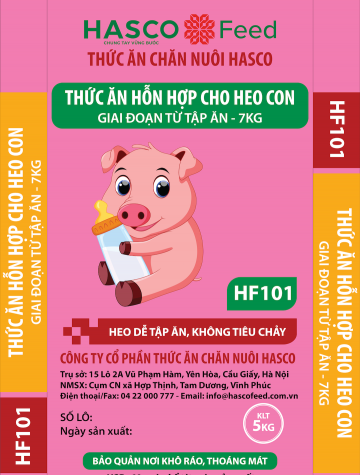 HASCO Feed
CHUNG TAY VỮNG BƯỚC
THỨC ĂN CHĂN NUÔI HASCO
THỨC ĂN HỖN HỢP CHO HEO CON
GIAI ĐOẠN TỪ TẬP ĂN - 7KG
HF101
THỨC ĂN HỖN HỢP CHO HEO CON
GIAI ĐOẠN TỪ TẬP ĂN - 7KG
THỨC ĂN HỖN HỢP CHO HEO CON
GIAI ĐOẠN TỪ TẬP ĂN - 7KG
HF101
HEO DỄ TẬP ĂN, KHÔNG TIÊU CHẢY
CÔNG TY CỔ PHẦN THỨC ĂN CHĂN NUÔI HASCO
Trụ sở: 15 Lô 2A Vũ Phạm Hàm, Yên Hòa, Cầu Giấy, Hà Nội
NMSX: Cụm CN xã Hợp Thịnh, Tam Dương, Vĩnh Phúc
Điện thoại/Fax: 04 22 000 777 - Email: info@hascofeed.com.vn
HF101
SỐ LÔ:
Ngày sản xuất:
KLT
5KG
BẢO QUẢN NƠI KHÔ RÁO, THOÁNG MÁT